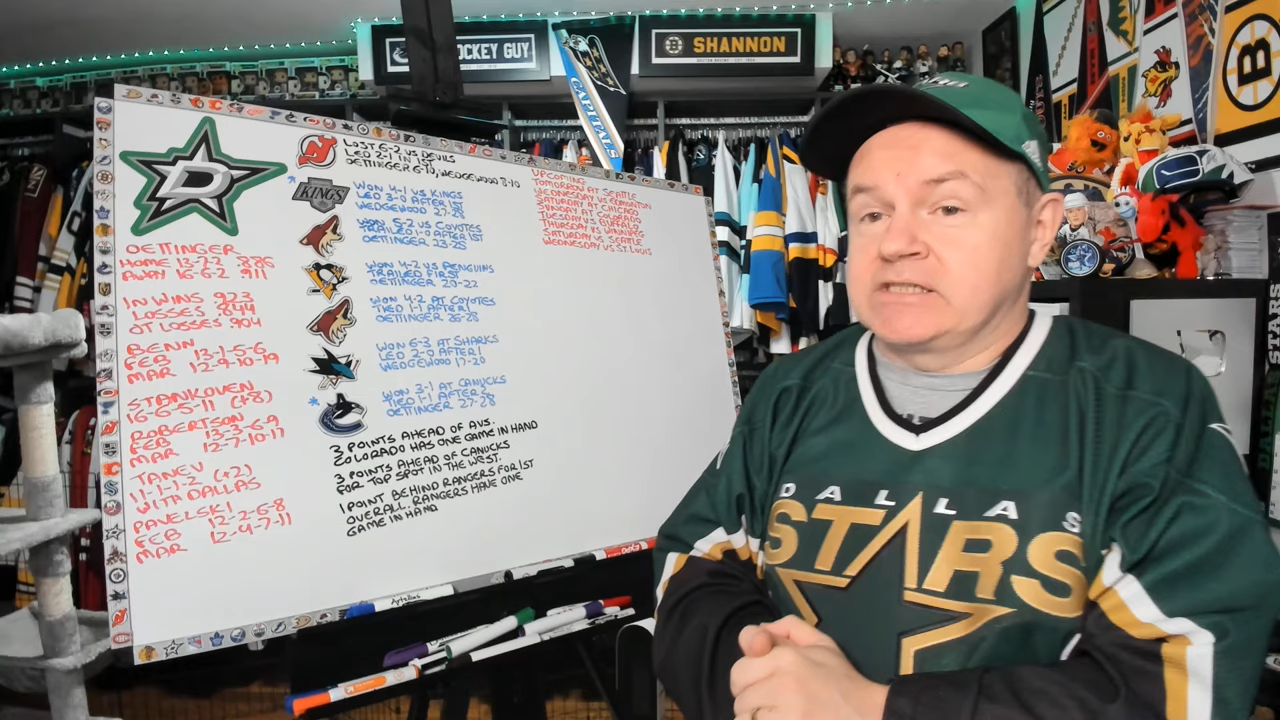 HOCKEY GUY
SHANNON
CAPITALS
D
OETTINGER
HOME 13-7-2 .886
AWAY 16-6-2 .911
IN WINS 923
LOSSES .844
OT LOSSES 904
BENN
FEB 13-1-5-6
MAR 12-9-10-19
STANKOVEN
16-6-5-11 (+8)
ROBERTSON
FEB 13-3-6-9
MAR 12-7-10-17
TANEV (+2)
11-1-1-2
WITH DALLAS
PAVELSKI
FEB 12-2-6-8
MAR 12-4-7-11
LOST 6-2 VS DEVILS
LED 2-1 IN 1ST
OETTINGER 6-10, WEDGEWOOD 8-10
KINGS
WON 4-1 VS KINGS
LED 3-0 AFTER 1ST
WEDGEWOOD 27-28
WON 5-2 VS COYOTES
TRAILED 1-0 AFTER 1ST
OETTINGER 23-25
WON 4-2 VS PENGUINS
TRAILED FIRST
OETTINGER 20-22
WON 4-2 AT COYOTES
TIED 1-1 AFTER 1
OETTINGER 26-28
WON 6-3 AT SHARKS
LED 2-0 AFTER 1
WEDGEWOOD 17-20
WON 3-1 AT CANUCKS
TIED 1-1 AFTER 2
OETTINGER 27-28
3 POINTS AHEAD OF AVS.
COLORADO HAS ONE GAME IN HAND
3 POINTS AHEAD OF CANUCKS
FOR TOP SPOT IN THE WEST.
1 POINT BEHIND RANGERS FOR 1ST
OVERALL. RANGERS HAVE ONE
GAME IN HAND
UPCOMING
TOMORROW AT SEATTLE
WEDNESDAY VS EDMONTON
SATURDAY AT CHICAGO
SUNDAY AT COLORADO
TUESDAY VS BUFFALO
THURSDAY VS WINNIPEG
SATURDAY VS SEATTLE
WEDNESDAY VS ST. LOUIS
B
DALLAS
STARS
DALLAS STARS